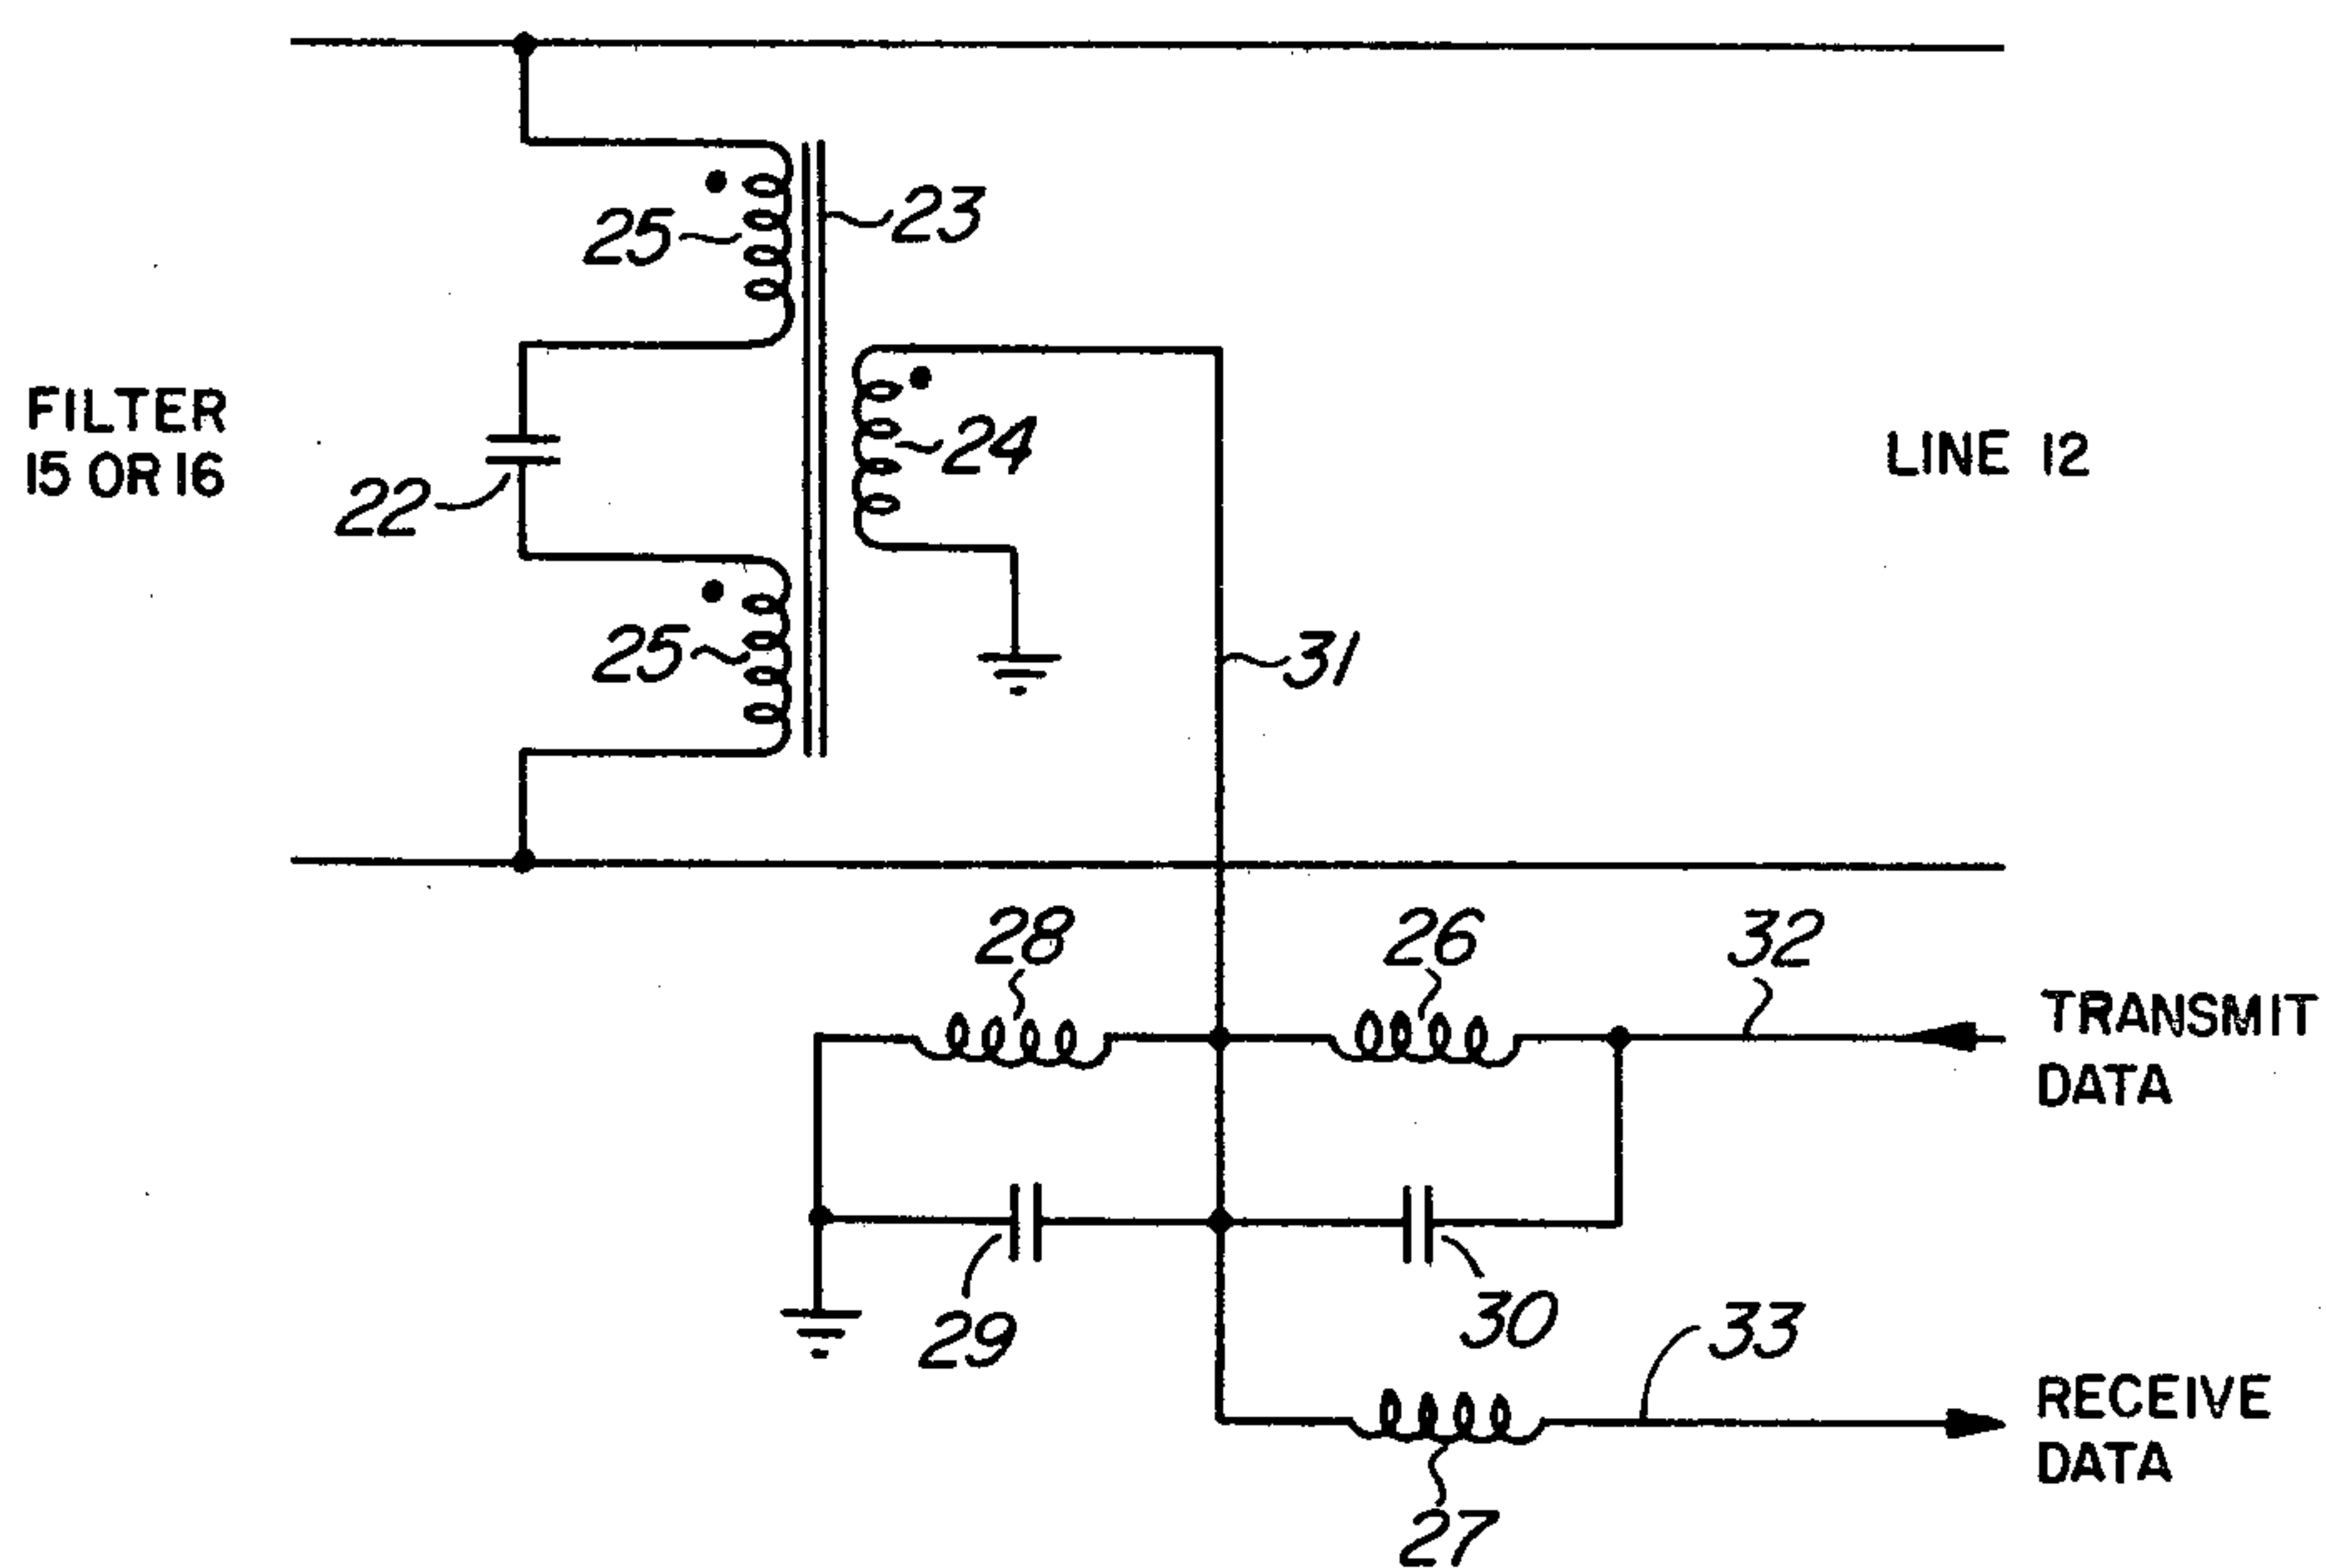 25
23
FILTER
15 OR 16
22
24
LINE 12
25
31
28
26
32
TRANSMIT
DATA
29
30
33
RECEIVE
DATA
27